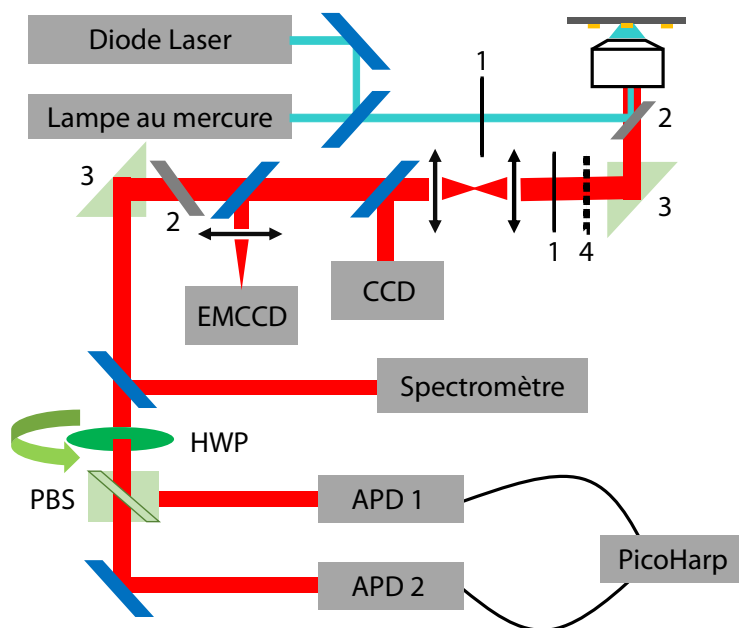 Diode Laser
1
Lampe au mercure
2
3
2
3
1
4
EMCCD
CCD
Spectromètre
HWP
PBS
APD 1
PicoHarp
APD 2